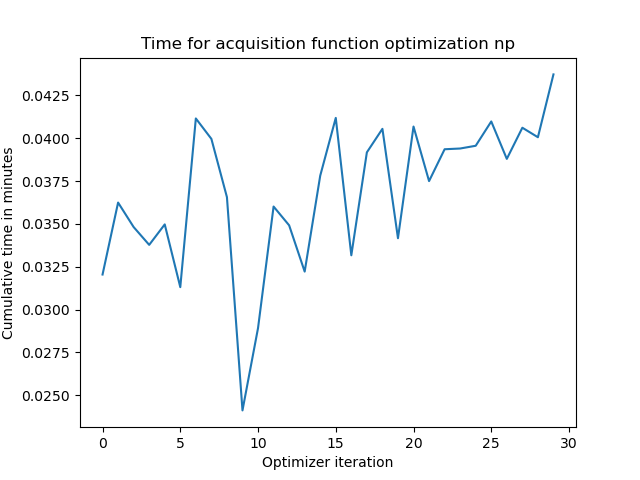 Time for acquisition function optimization np
Cumulative time in minutes
0.0425
0.0400
0.0375
0.0350
0.0325
0.0300
0.0275
0.0250
0 5 10 15 20 25 30
Optimizer iteration